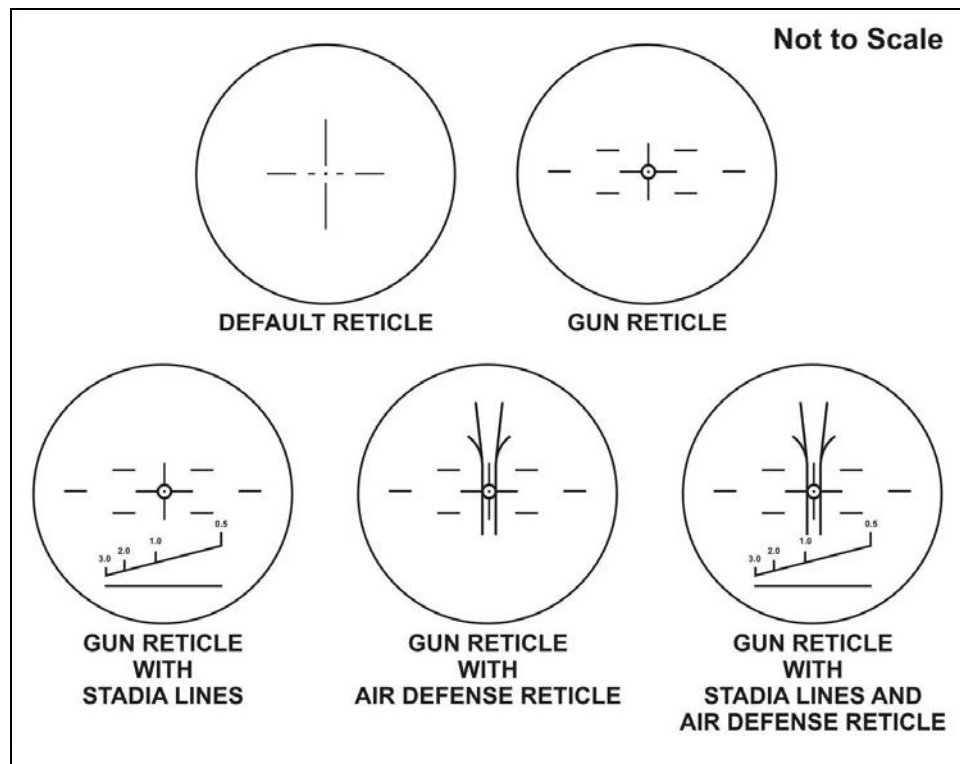 Not to Scale
DEFAULT RETICLE
GUN RETICLE
0.5
1.0
2.0
3.0
GUN RETICLE
WITH
STADIA LINES
GUN RETICLE
WITH
AIR DEFENSE RETICLE
0.5
1.0
2.0
3.0
GUN RETICLE
WITH
STADIA LINES AND
AIR DEFENSE RETICLE